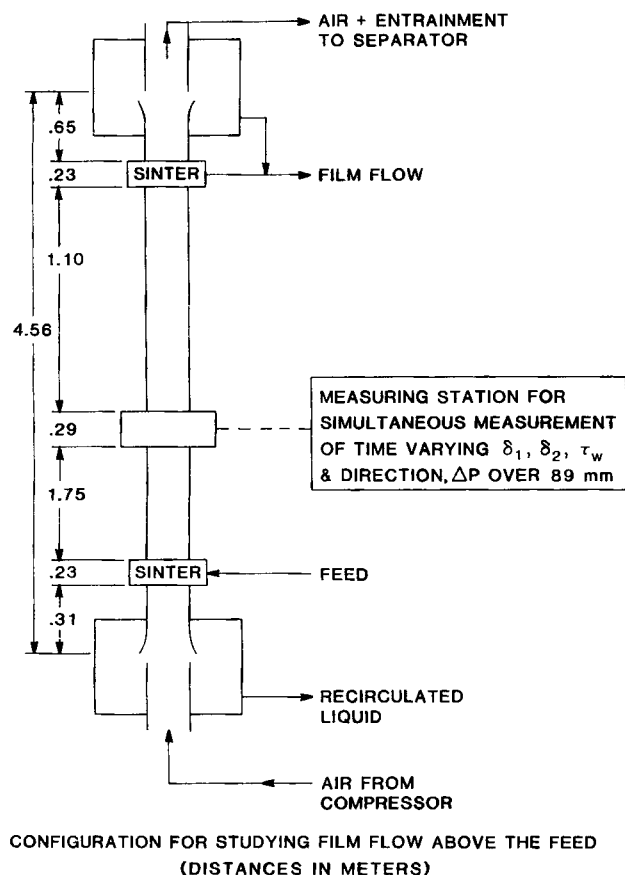 AIR + ENTRAINMENT
TO SEPARATOR
.65
.23
SINTER
FILM FLOW
1.10
4.56
.29
MEASURING STATION FOR
SIMULTANEOUS MEASUREMENT
OF TIME VARYING δ₁, δ₂, τw
& DIRECTION, ΔP OVER 89 mm
1.75
.23
SINTER
FEED
.31
RECIRCULATED
LIQUID
AIR FROM
COMPRESSOR
CONFIGURATION FOR STUDYING FILM FLOW ABOVE THE FEED
(DISTANCES IN METERS)